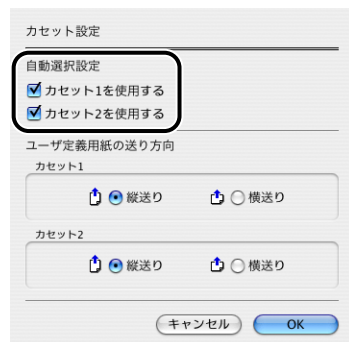 カセット設定
自動選択設定
カセット1を使用する
カセット2を使用する
ユーザ定義用紙の送り方向
カセット1
縦送り 横送り
カセット2
縦送り 横送り
キャンセル OK